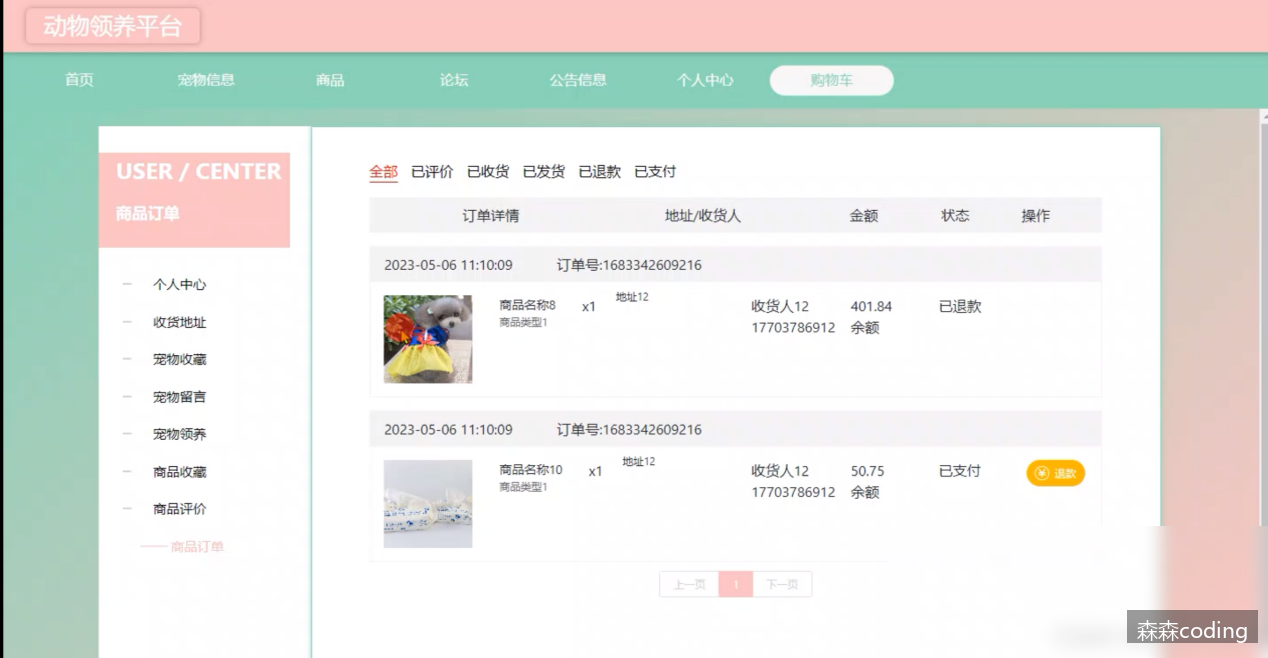 动物领养平台
首页 宠物信息 商品 论坛 公告信息 个人中心 购物车
USER / CENTER
商品订单
个人中心
收货地址
宠物收藏
宠物留言
宠物领养
商品收藏
商品评价
商品订单
全部 已评价 已收货 已发货 已退款 已支付
订单详情 地址/收货人 金额 状态 操作
2023-05-06 11:10:09 订单号:1683342609216
商品名称8 x1 地址12 收货人12 401.84 已退款
商品类型1 17703786912 余额
2023-05-06 11:10:09 订单号:1683342609216
商品名称10 x1 地址12 收货人12 50.75 已支付 退款
商品类型1 17703786912 余额
上一页 1 下一页
森森coding